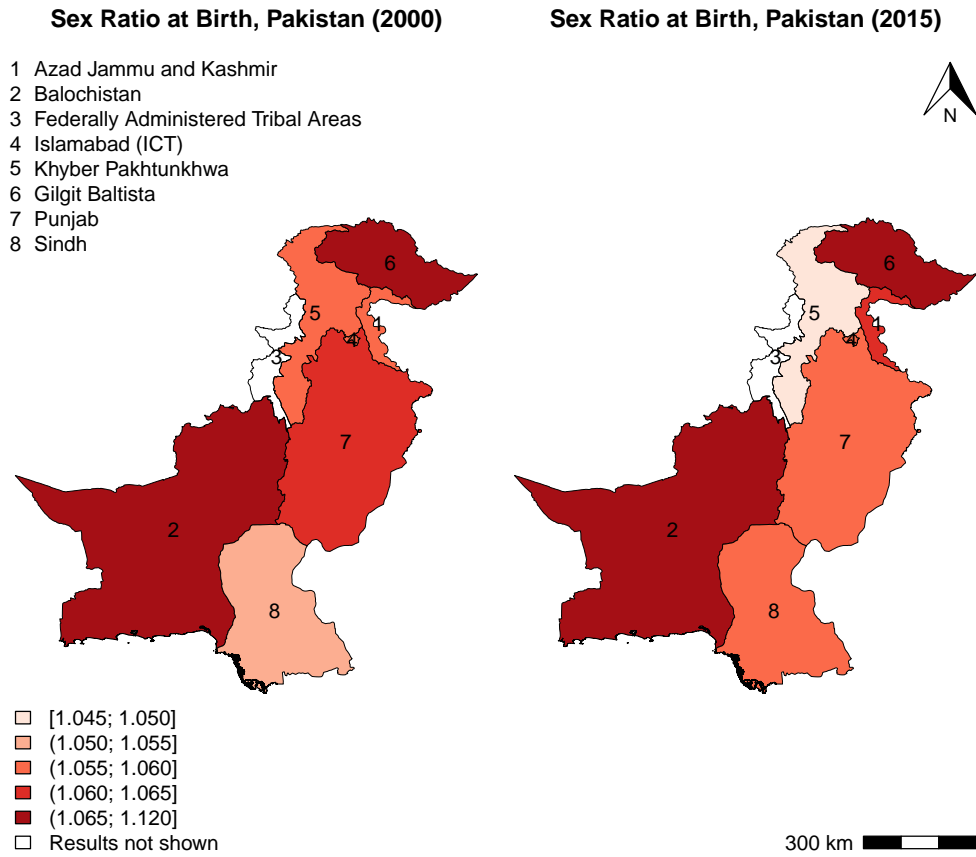 Sex Ratio at Birth, Pakistan (2000)
Sex Ratio at Birth, Pakistan (2015)
1 Azad Jammu and Kashmir
2 Balochistan
3 Federally Administered Tribal Areas
4 Islamabad (ICT)
5 Khyber Pakhtunkhwa
6 Gilgit Baltista
7 Punjab
8 Sindh
N
6
5
1
4
3
7
2
8
6
5
1
4
3
7
2
8
[1.045; 1.050]
(1.050; 1.055]
(1.055; 1.060]
(1.060; 1.065]
(1.065; 1.120]
Results not shown
300 km